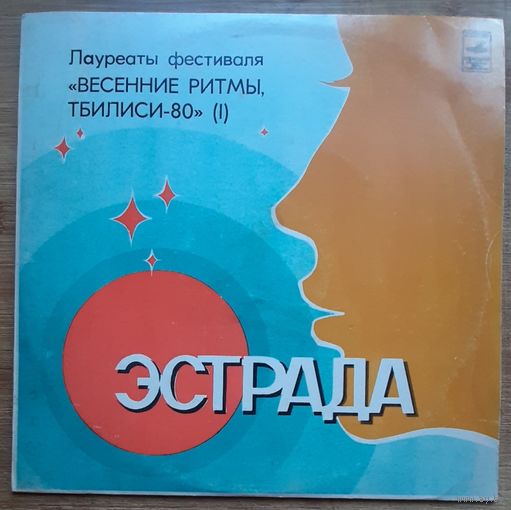 Лауреаты фестиваля
«ВЕСЕННИЕ РИТМЫ,
ТБИЛИСИ-80» (I)
ЭСТРАДА